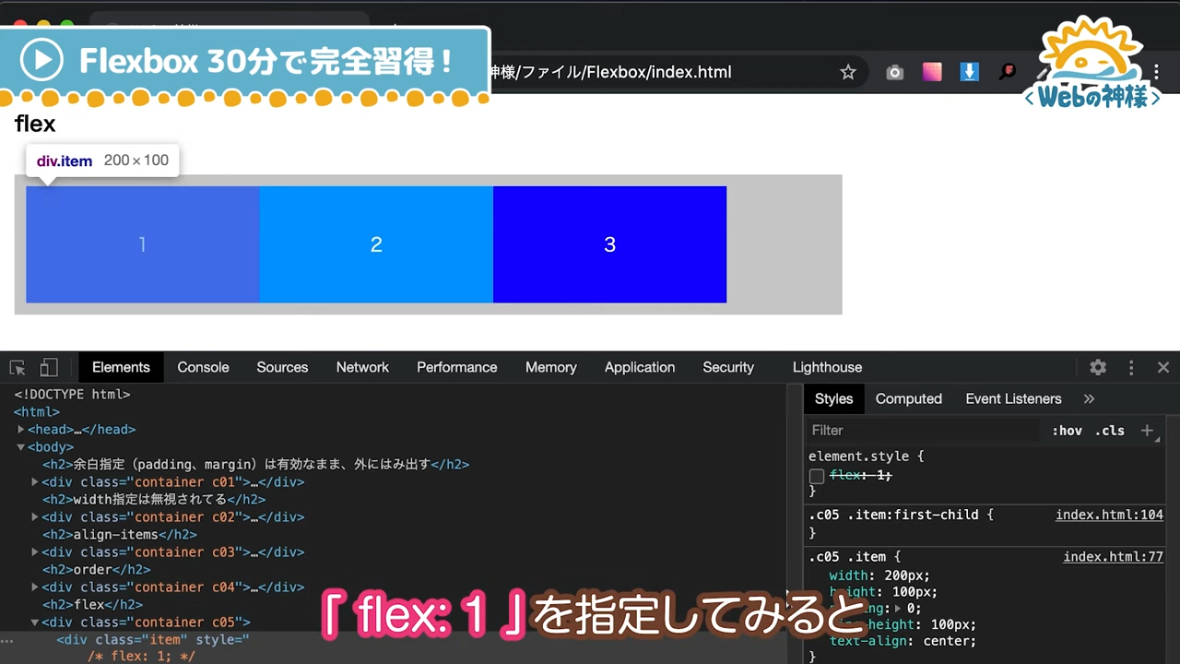 Flexbox 30分で完全習得！
神様/ファイル/Flexbox/index.html
<Webの神様>
flex
div.item 200 × 100
1
2
3
Elements Console Sources Network Performance Memory Application Security Lighthouse
<!DOCTYPE html>
<html>
<head>…</head>
<body>
<h2>余白指定（padding、margin）は有効なまま、外にはみ出す</h2>
<div class="container c01">…</div>
<h2>width指定は無視されてる</h2>
<div class="container c02">…</div>
<h2>align-items</h2>
<div class="container c03">…</div>
<h2>order</h2>
<div class="container c04">…</div>
<h2>flex</h2>
<div class="container c05">
<div class="item" style="
/* flex: 1; */
Styles Computed Event Listeners »
Filter :hov .cls +
element.style {
flex: 1;
}
.c05 .item:first-child { index.html:104
}
.c05 .item { index.html:77
width: 200px;
height: 100px;
0;
100px;
text-align: center;
}
「 flex: 1 」を指定してみると